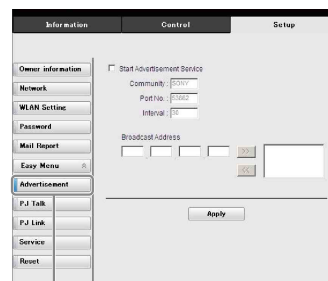 Information Control Setup
Owner information
Network
WLAN Setting
Password
Mail Report
Easy Menu
Advertisement
PJ Talk
PJ Link
Service
Reset
Start Advertisement Service
Community : SONY
Port No. : 53862
Interval : 30
Broadcast Address
>>
<<
Apply